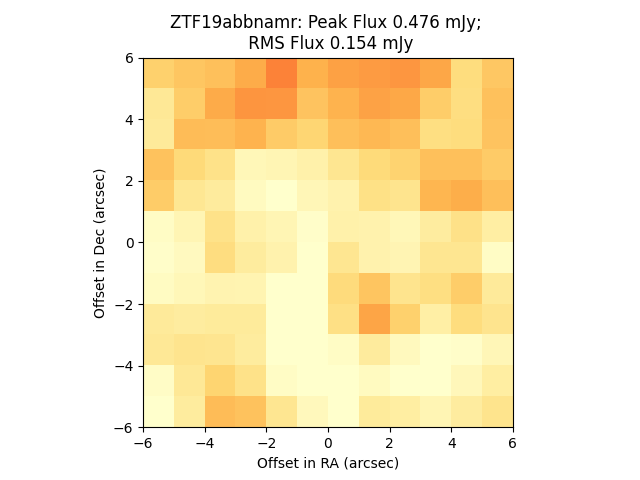 ZTF19abbnamr: Peak Flux 0.476 mJy;
RMS Flux 0.154 mJy
6
4
2
0
−2
−4
−6
Offset in Dec (arcsec)
−6 −4 −2 0 2 4 6
Offset in RA (arcsec)